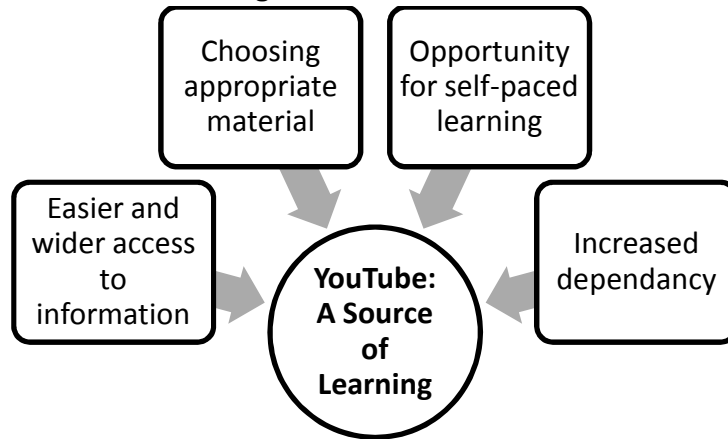 Choosing
appropriate
material
Opportunity
for self-paced
learning
Easier and
wider access
to
information
Increased
dependancy
YouTube:
A Source
of
Learning